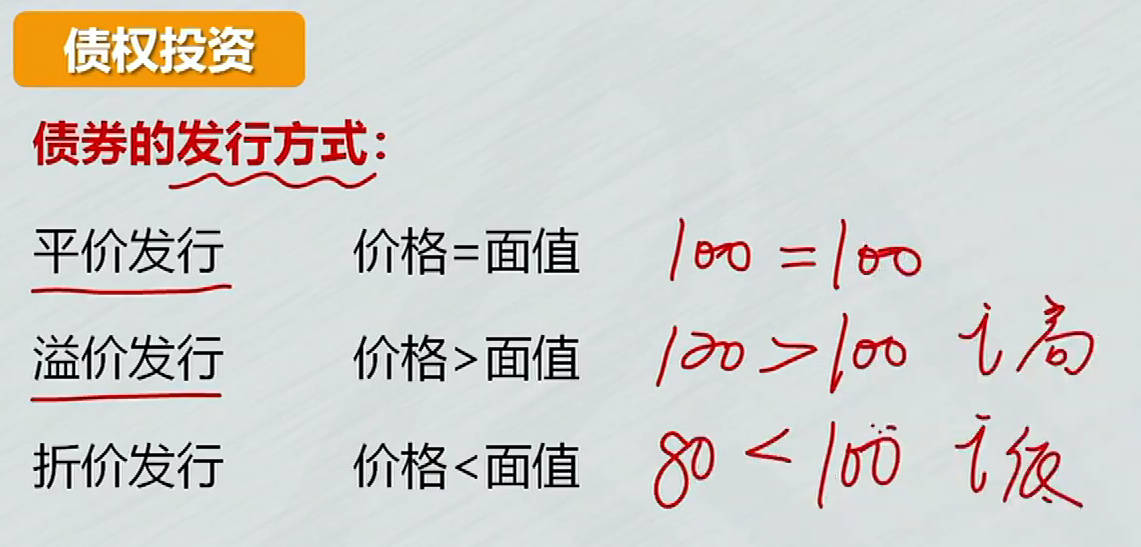 债权投资
债券的发行方式：
平价发行 价格=面值 100=100
溢价发行 价格>面值 120>100 i高
折价发行 价格<面值 80<100 i低